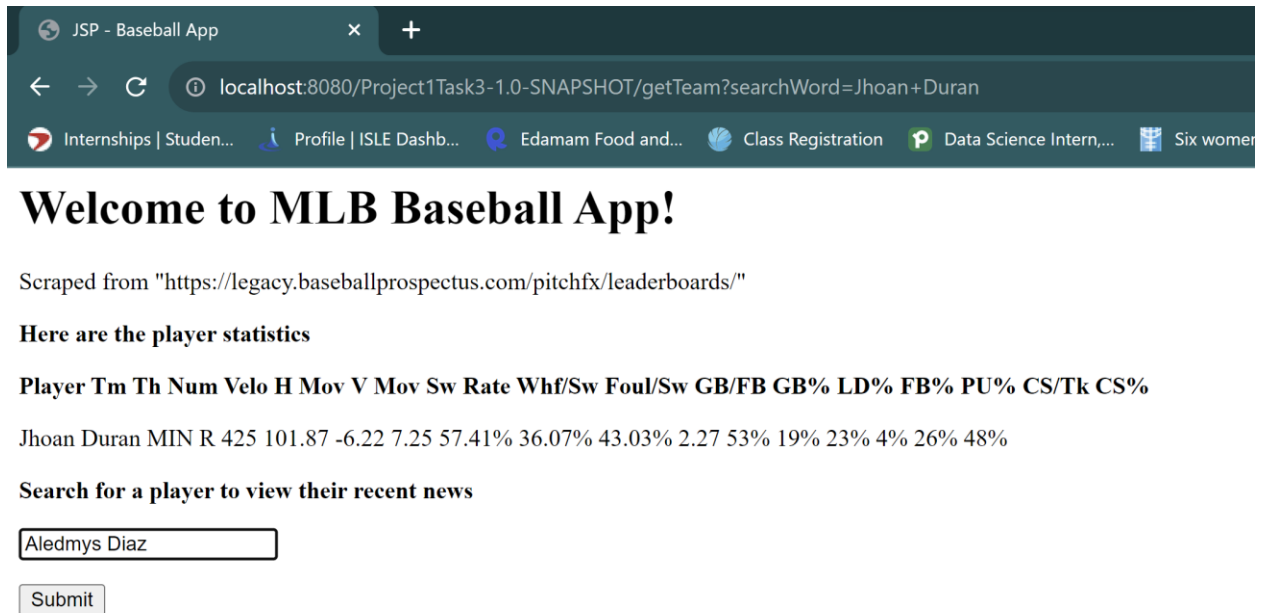 JSP - Baseball App
localhost:8080/Project1Task3-1.0-SNAPSHOT/getTeam?searchWord=Jhoan+Duran
Internships | Studen... Profile | ISLE Dashb... Edamam Food and... Class Registration Data Science Intern,... Six women
Welcome to MLB Baseball App!
Scraped from "https://legacy.baseballprospectus.com/pitchfx/leaderboards/"
Here are the player statistics
Player Tm Th Num Velo H Mov V Mov Sw Rate Whf/Sw Foul/Sw GB/FB GB% LD% FB% PU% CS/Tk CS%
Jhoan Duran MIN R 425 101.87 -6.22 7.25 57.41% 36.07% 43.03% 2.27 53% 19% 23% 4% 26% 48%
Search for a player to view their recent news
Aledmys Diaz
Submit